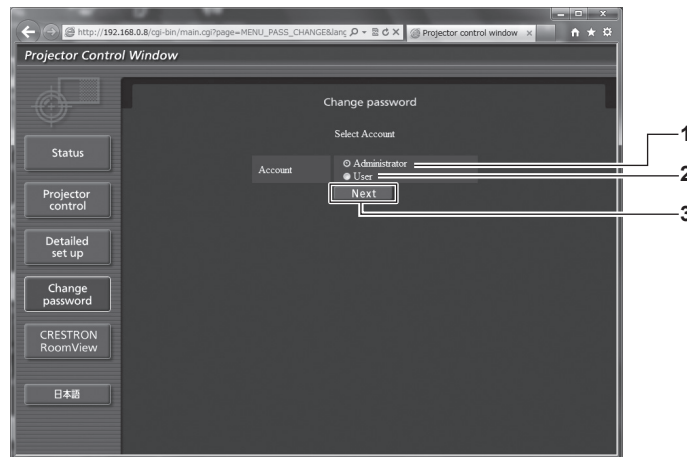 http://192.168.0.8/cgi-bin/main.cgi?page=MENU_PASS_CHANGE&lang
Projector control window
Projector Control Window
Change password
Select Account
Account
Administrator
User
Next
1
2
3
Status
Projector
control
Detailed
set up
Change
password
CRESTRON
RoomView
日本語